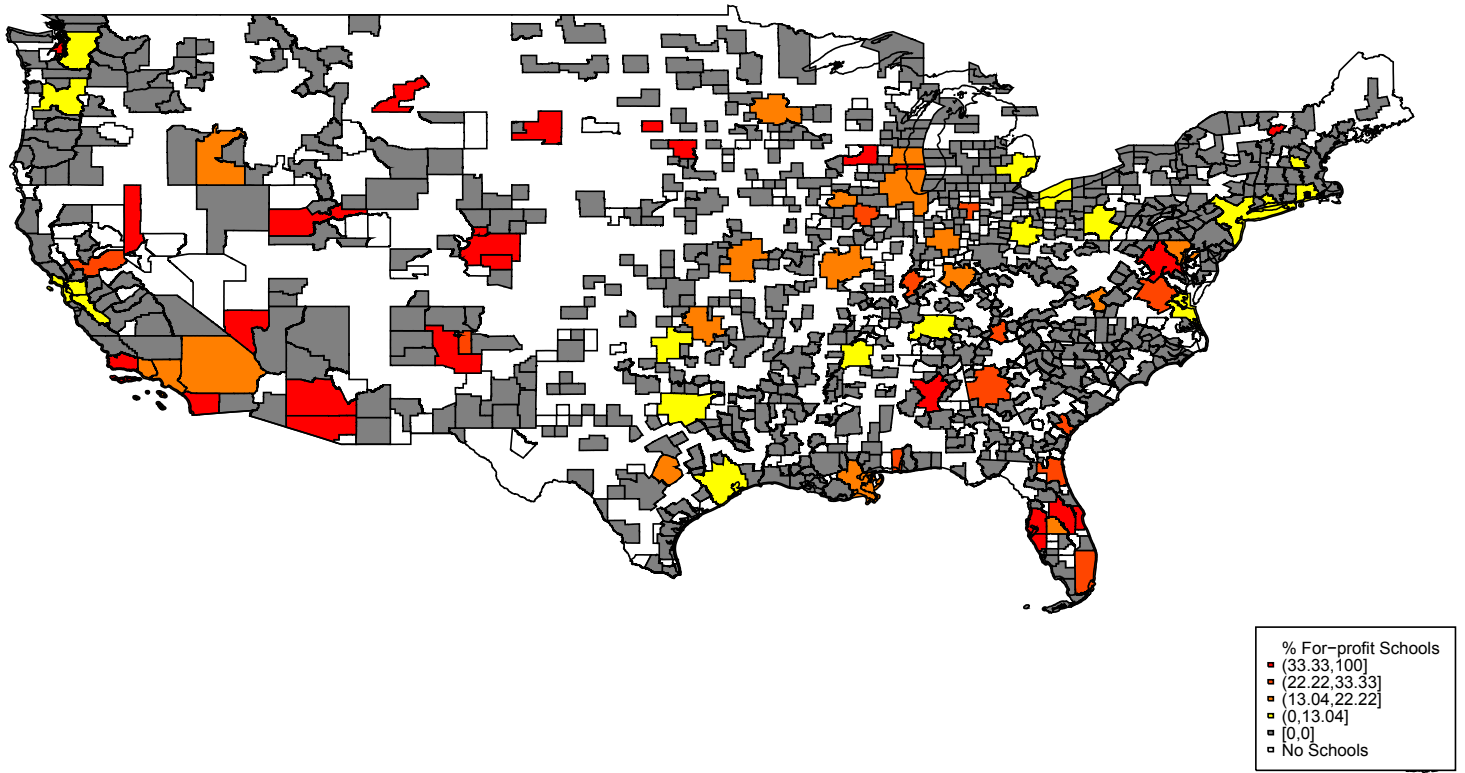 % For−profit Schools
(33.33,100]
(22.22,33.33]
(13.04,22.22]
(0,13.04]
[0,0]
No Schools